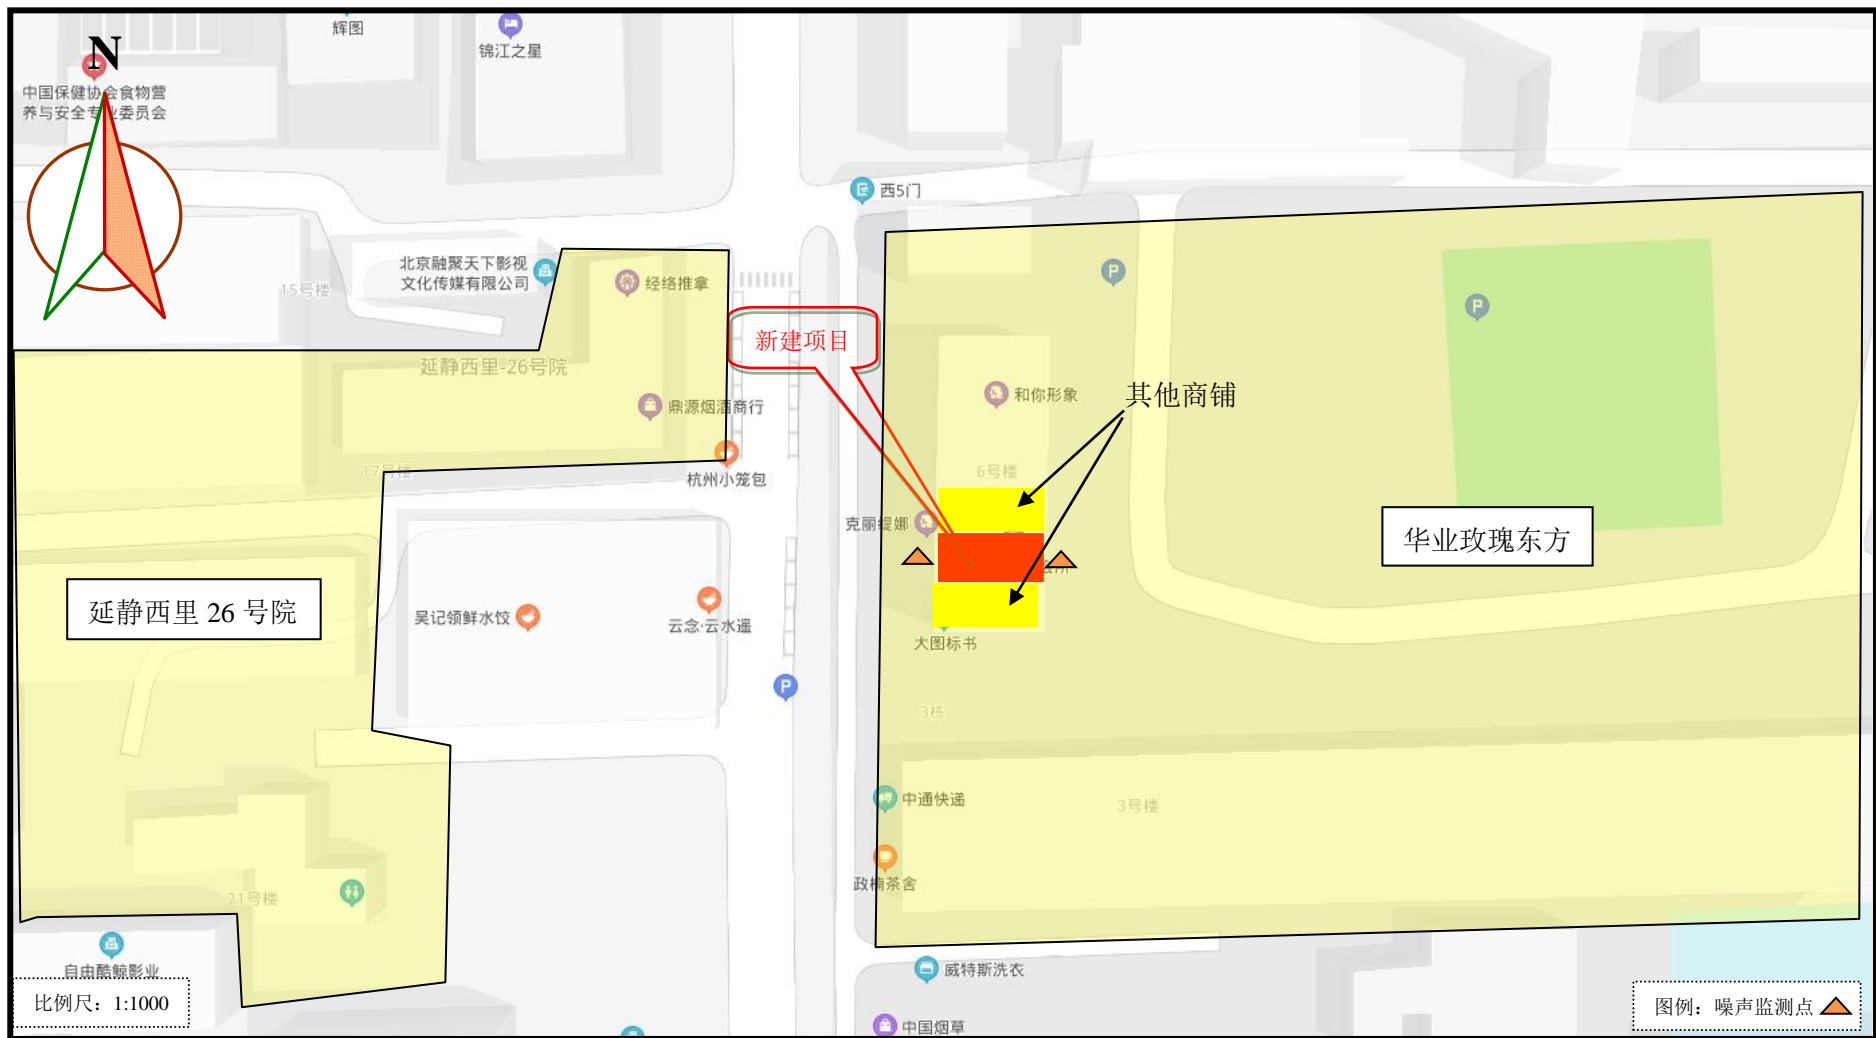 辉图
锦江之星
N
中国保健协会食物营
养与安全专业委员会
西5门
北京融聚天下影视
文化传媒有限公司
经络推拿
15号楼
新建项目
延静西里-26号院
鼎源烟酒商行
和你形象
其他商铺
17号楼
杭州小笼包
6号楼
克丽缇娜
华业玫瑰东方
会所
延静西里 26 号院
吴记领鲜水饺
云念·云水遥
大图标书
3栋
中通快递
3号楼
政楠茶舍
21号楼
自由酷鲸影业
威特斯洗衣
比例尺：1:1000
图例：噪声监测点
中国烟草